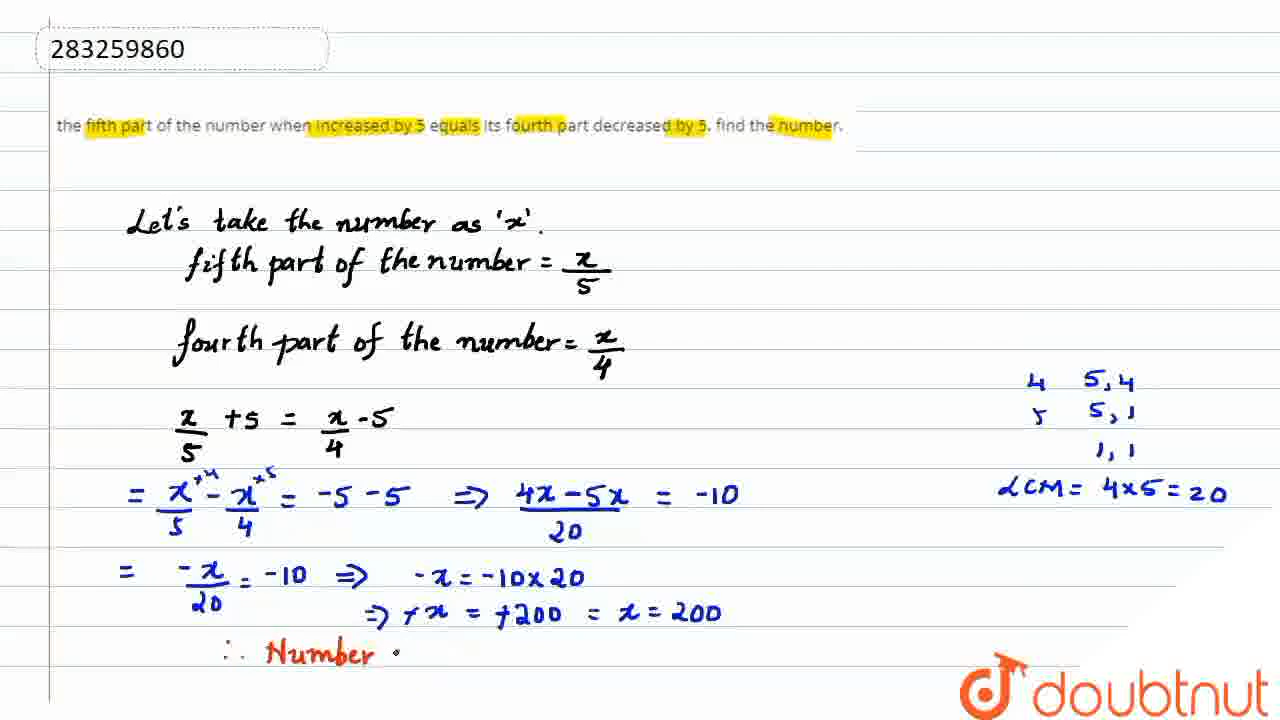 283259860
the fifth part of the number when increased by 5 equals its fourth part decreased by 5. find the number.
Let's take the number as 'x'.
fifth part of the number = x/5
fourth part of the number = x/4
x/5 + 5 = x/4 - 5
= x×4/5 - x×5/4 = -5 - 5 ⇒ 4x - 5x/20 = -10
= -x/20 = -10 ⇒ -x = -10 × 20
⇒ +x = +200 = x = 200
∴ Number
4 5, 4
5 5, 1
1, 1
LCM = 4×5 = 20
doubtnut